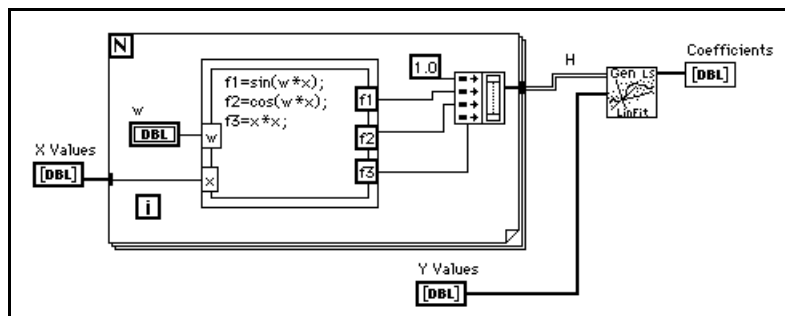 N
f1=sin(w*x);
f2=cos(w*x);
f3=x*x;
1.0
H
Gen LS
LinFit
Coefficients
[DBL]
f1
f2
f3
w
DBL
w
X Values
[DBL]
x
i
Y Values
[DBL]